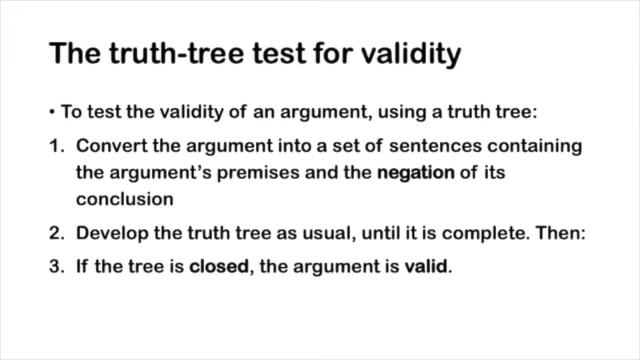 The truth-tree test for validity
• To test the validity of an argument, using a truth tree:
1. Convert the argument into a set of sentences containing
the argument's premises and the negation of its
conclusion
2. Develop the truth tree as usual, until it is complete. Then:
3. If the tree is closed, the argument is valid.